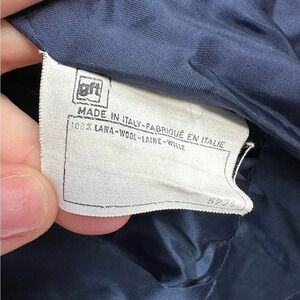 gft
MADE IN ITALY-FABRIQUÉ EN ITALIE
100% LANA-WOOL-LAINE-WOLLE